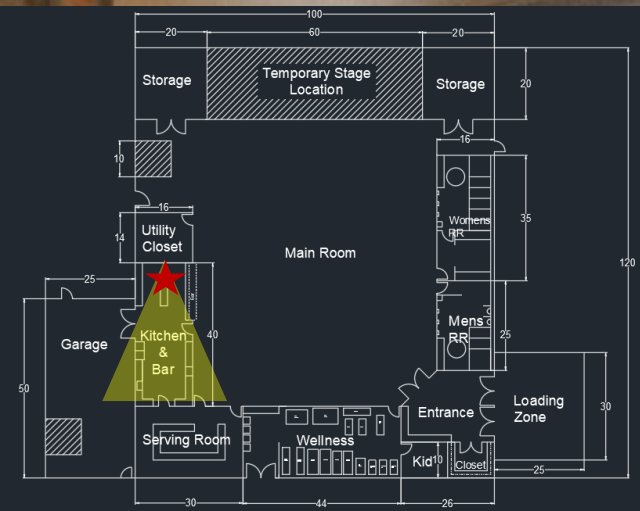 100
20
60
20
Storage
Temporary Stage
Location
Storage
20
16
10
16
Utility
Closet
14
Womens
RR
35
Main Room
120
25
Garage
Kitchen
&
Bar
40
Mens
RR
25
50
Entrance
Loading
Zone
30
Serving Room
Wellness
Kid
10
Closet
25
30
44
26